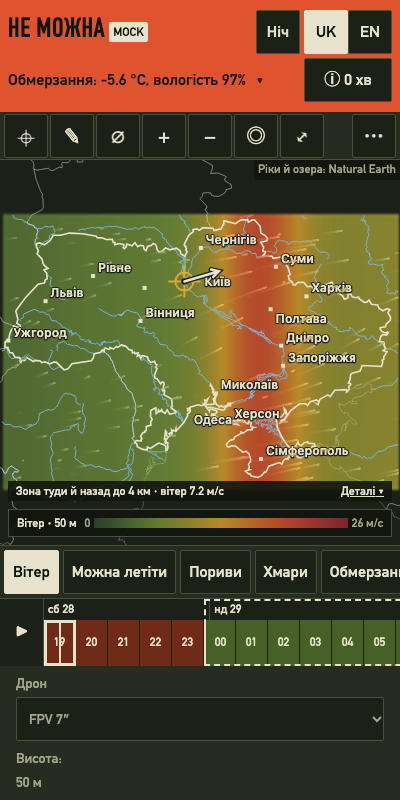 НЕ МОЖНА МОСК
Ніч UK EN
Обмерзання: -5.6 °C, вологість 97% ▼
ⓘ 0 хв
Ріки й озера: Natural Earth
Чернігів
Суми
Рівне
Київ
Харків
Львів
Вінниця
Полтава
Ужгород
Дніпро
Запоріжжя
Миколаїв
Одеса
Херсон
Сімферополь
Зона туди й назад до 4 км · вітер 7.2 м/с Деталі ▾
Вітер · 50 м 0 26 м/с
Вітер Можна летіти Пориви Хмари Обмерзан
сб 28 нд 29
19 20 21 22 23 00 01 02 03 04 05
Дрон
FPV 7″
Висота:
50 м